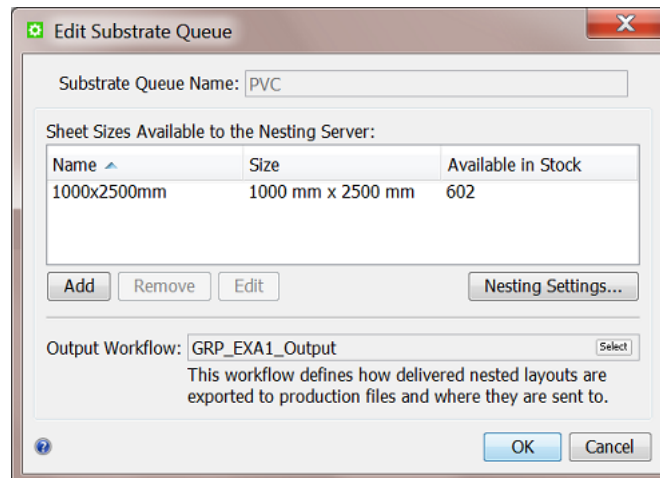 Edit Substrate Queue
Substrate Queue Name: PVC
Sheet Sizes Available to the Nesting Server:
Name Size Available in Stock
1000x2500mm 1000 mm x 2500 mm 602
Add Remove Edit Nesting Settings...
Output Workflow: GRP_EXA1_Output Select
This workflow defines how delivered nested layouts are
exported to production files and where they are sent to.
OK Cancel